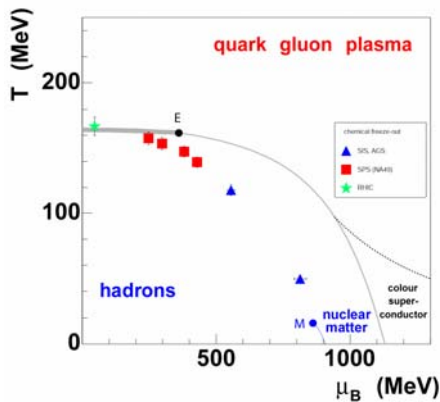 T (MeV)
quark gluon plasma
200
E
chemical freeze-out
SIS, AGS
SPS (NA49)
RHIC
100
hadrons
colour
super-
conductor
nuclear
matter
M
0
500
1000
μB (MeV)